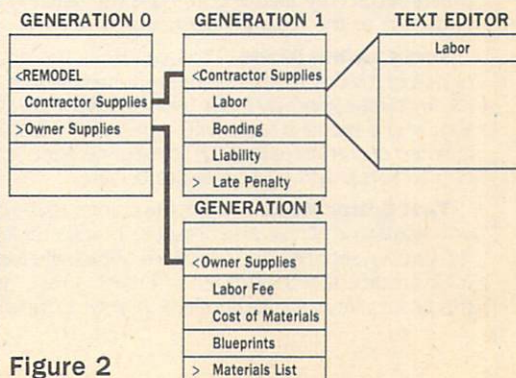 GENERATION 0
<REMODEL
Contractor Supplies
>Owner Supplies
GENERATION 1
<Contractor Supplies
Labor
Bonding
Liability
> Late Penalty
TEXT EDITOR
Labor
GENERATION 1
<Owner Supplies
Labor Fee
Cost of Materials
Blueprints
> Materials List
Figure 2